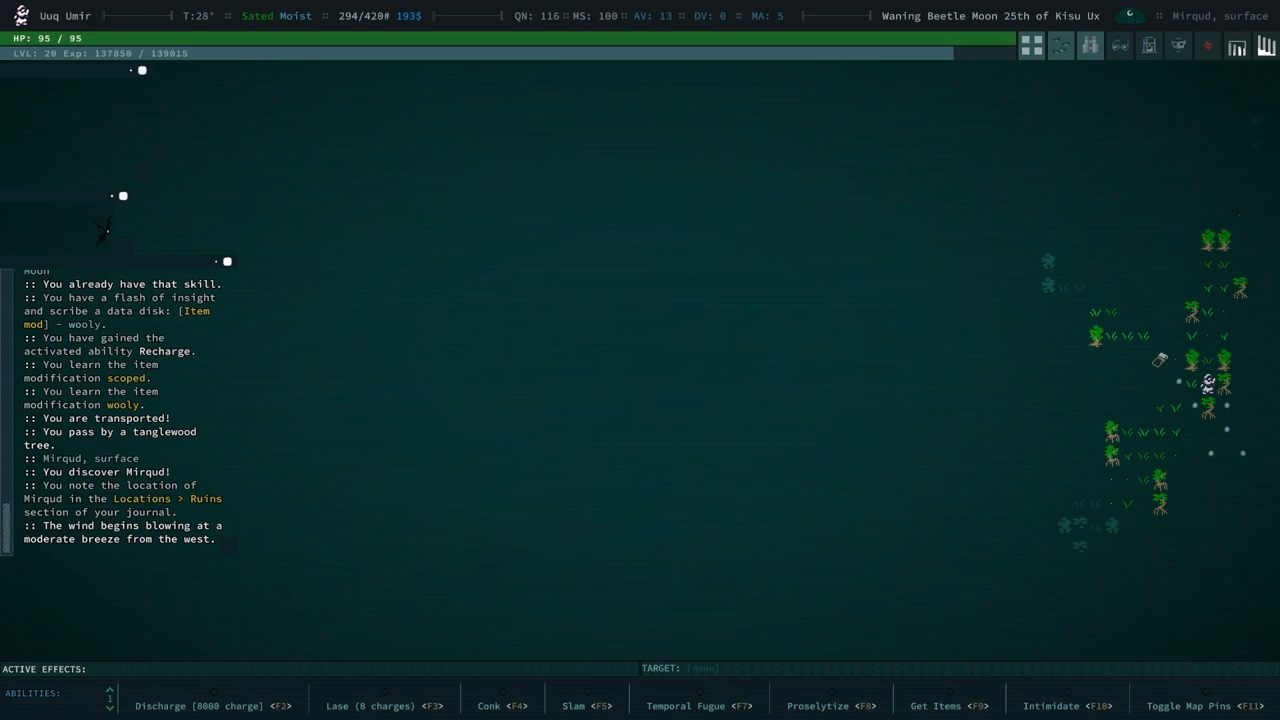 Uuq Umir T:28° :: Sated Moist :: 294/420# 193$ QN: 116 :: MS: 100 :: AV: 13 :: DV: 0 :: MA: 5 Waning Beetle Moon 25th of Kisu Ux :: Mirqud, surface
HP: 95 / 95
LVL: 20 Exp: 137850 / 139015
Moon
:: You already have that skill.
:: You have a flash of insight
and scribe a data disk: [Item
mod] - wooly.
:: You have gained the
activated ability Recharge.
:: You learn the item
modification scoped.
:: You learn the item
modification wooly.
:: You are transported!
:: You pass by a tanglewood
tree.
:: Mirqud, surface
:: You discover Mirqud!
:: You note the location of
Mirqud in the Locations > Ruins
section of your journal.
:: The wind begins blowing at a
moderate breeze from the west.
ACTIVE EFFECTS: TARGET: [none]
ABILITIES: 1 Discharge [8000 charge] <F2> Lase (8 charges) <F3> Conk <F4> Slam <F5> Temporal Fugue <F7> Proselytize <F8> Get Items <F9> Intimidate <F10> Toggle Map Pins <F11>